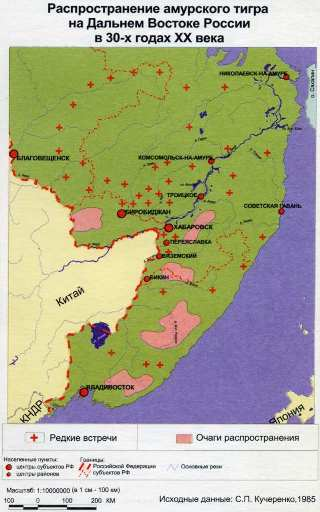 Распространение амурского тигра
на Дальнем Востоке России
в 30-х годах XX века
НИКОЛАЕВСК-НА-АМУРЕ
о. Сахалин
КОМСОМОЛЬСК-НА-АМУРЕ
БЛАГОВЕЩЕНСК
ТРОИЦКОЕ
БИРОБИДЖАН
СОВЕТСКАЯ ГАВАНЬ
ХАБАРОВСК
ПЕРЕЯСЛАВКА
ВЯЗЕМСКИЙ
БИКИН
Китай
ВЛАДИВОСТОК
КНДР
Япония
Редкие встречи
Очаги распространения
Населенные пункты:
центры субъектов РФ
центры районов
Границы:
Российской Федерации
субъектов РФ
Основные реки
Масштаб: 1:10000000 (в 1 см - 100 км)
100 0 100 200 КМ
Исходные данные: С.П. Кучеренко,1985